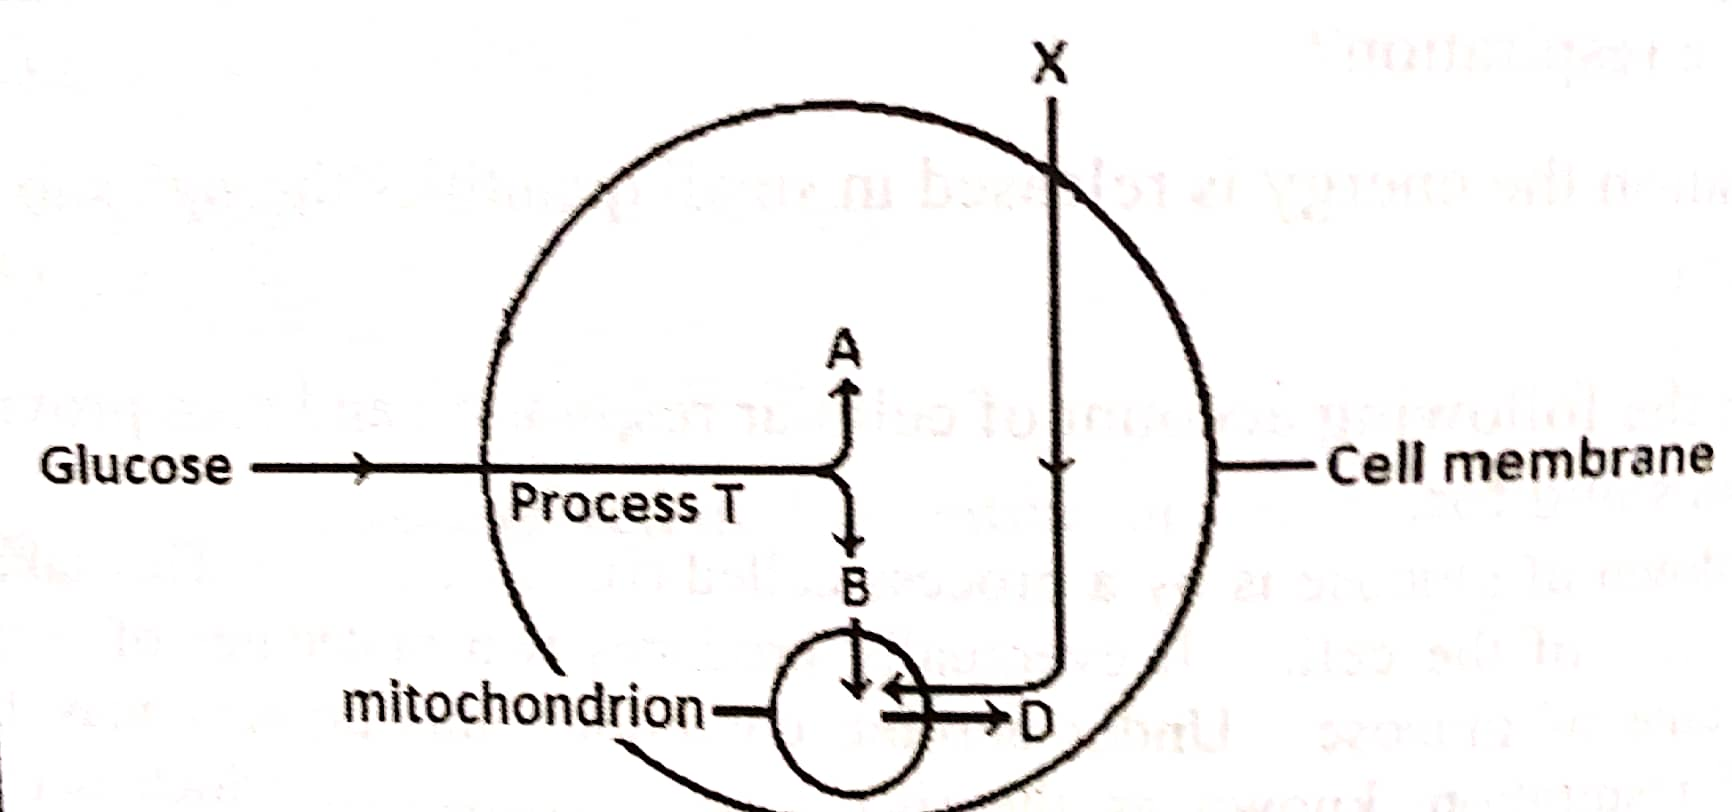 X
A
Glucose
Cell membrane
Process T
B
mitochondrion
D